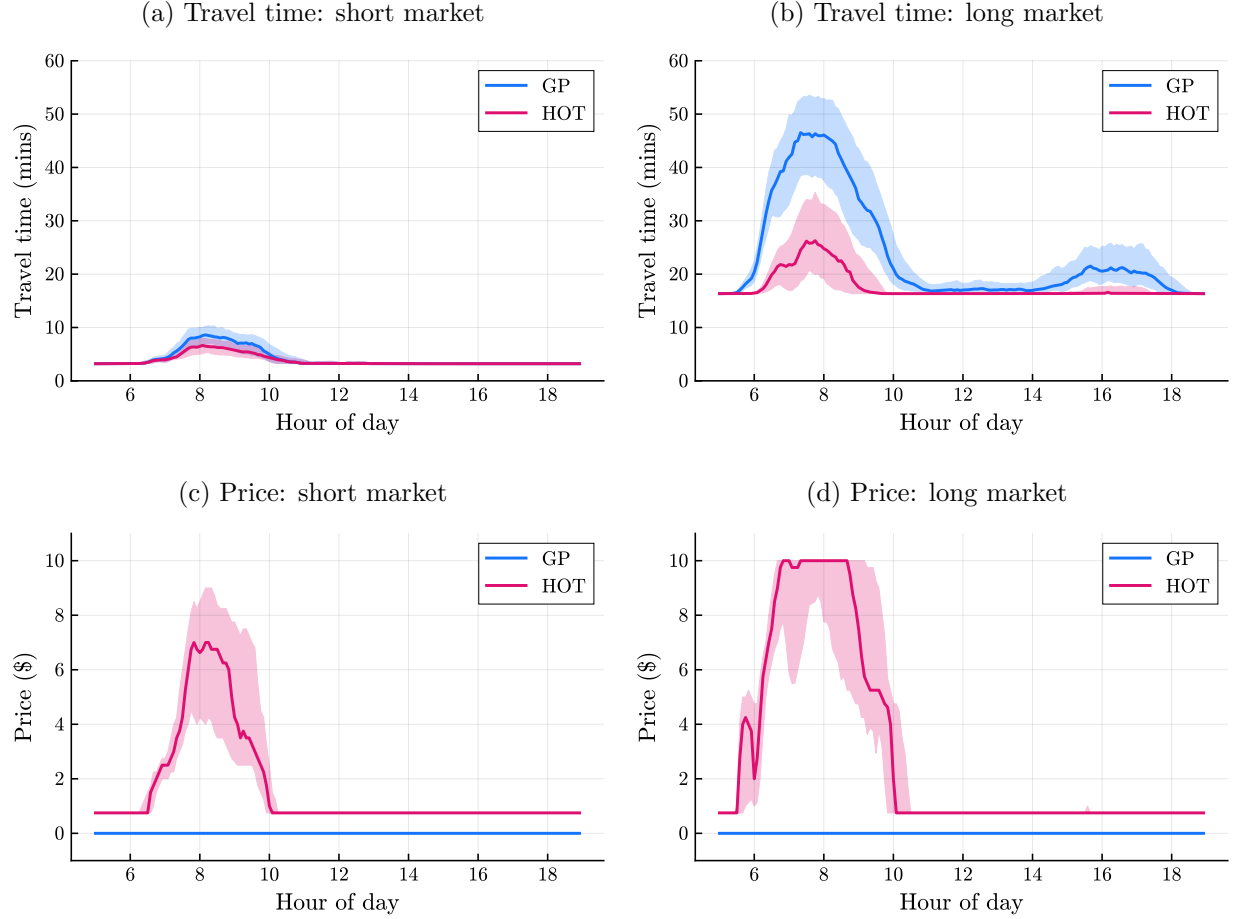 (a) Travel time: short market
(b) Travel time: long market
60
50
40
30
20
10
0
Travel time (mins)
GP
HOT
6 8 10 12 14 16 18
Hour of day
60
50
40
30
20
10
0
Travel time (mins)
GP
HOT
6 8 10 12 14 16 18
Hour of day
(c) Price: short market
(d) Price: long market
10
8
6
4
2
0
Price ($)
GP
HOT
6 8 10 12 14 16 18
Hour of day
10
8
6
4
2
0
Price ($)
GP
HOT
6 8 10 12 14 16 18
Hour of day